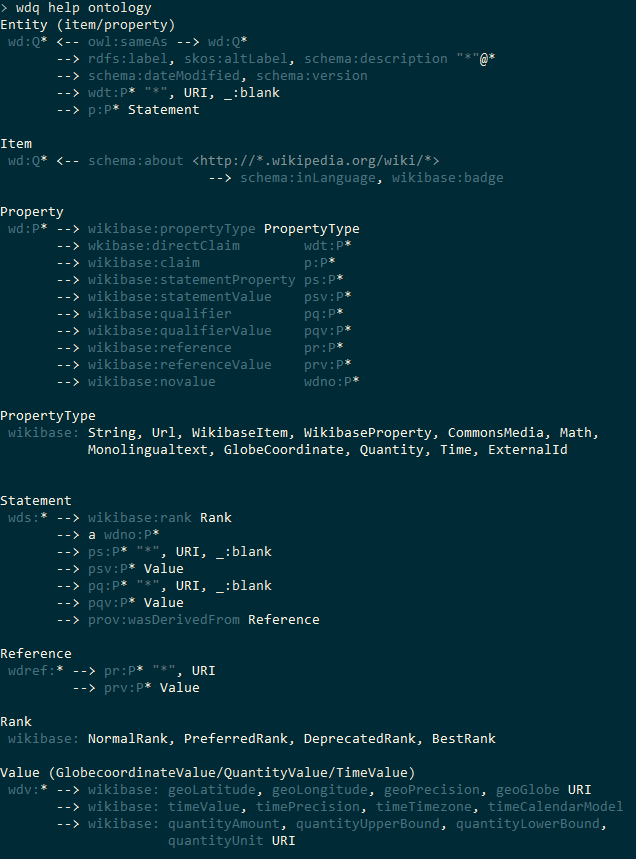 > wdq help ontology
Entity (item/property)
 wd:Q* <-- owl:sameAs --> wd:Q*
       --> rdfs:label, skos:altLabel, schema:description "*"@*
       --> schema:dateModified, schema:version
       --> wdt:P* "*", URI, _:blank
       --> p:P* Statement

Item
 wd:Q* <-- schema:about <http://*.wikipedia.org/wiki/*>
                          --> schema:inLanguage, wikibase:badge

Property
 wd:P* --> wikibase:propertyType PropertyType
       --> wkibase:directClaim        wdt:P*
       --> wikibase:claim             p:P*
       --> wikibase:statementProperty ps:P*
       --> wikibase:statementValue    psv:P*
       --> wikibase:qualifier         pq:P*
       --> wikibase:qualifierValue    pqv:P*
       --> wikibase:reference         pr:P*
       --> wikibase:referenceValue    prv:P*
       --> wikibase:novalue           wdno:P*

PropertyType
 wikibase: String, Url, WikibaseItem, WikibaseProperty, CommonsMedia, Math,
           Monolingualtext, GlobeCoordinate, Quantity, Time, ExternalId

Statement
 wds:* --> wikibase:rank Rank
       --> a wdno:P*
       --> ps:P* "*", URI, _:blank
       --> psv:P* Value
       --> pq:P* "*", URI, _:blank
       --> pqv:P* Value
       --> prov:wasDerivedFrom Reference

Reference
 wdref:* --> pr:P* "*", URI
         --> prv:P* Value

Rank
 wikibase: NormalRank, PreferredRank, DeprecatedRank, BestRank

Value (GlobecoordinateValue/QuantityValue/TimeValue)
 wdv:* --> wikibase: geoLatitude, geoLongitude, geoPrecision, geoGlobe URI
       --> wikibase: timeValue, timePrecision, timeTimezone, timeCalendarModel
       --> wikibase: quantityAmount, quantityUpperBound, quantityLowerBound,
                     quantityUnit URI